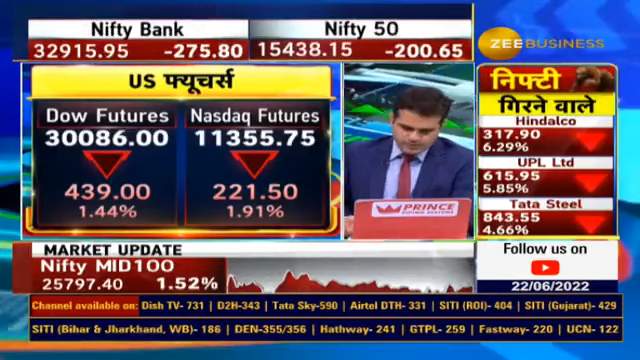 Nifty Bank
32915.95 -275.80
Nifty 50
15438.15 -200.65
ZEE BUSINESS
US फ्यूचर्स
Dow Futures
30086.00
439.00
1.44%
Nasdaq Futures
11355.75
221.50
1.91%
PRINCE
PIPING SYSTEMS
निफ्टी
गिरने वाले
Hindalco
317.90
6.29%
UPL Ltd
615.95
5.85%
Tata Steel
843.55
4.66%
MARKET UPDATE
Nifty MID100
25797.40 1.52%
Follow us on
22/06/2022
Channel available on: Dish TV- 731 | D2H-343 | Tata Sky-590 | Airtel DTH- 331 | SITI (ROI)- 404 | SITI (Gujarat)- 429
SITI (Bihar & Jharkhand, WB)- 186 | DEN-355/356 | Hathway- 241 | GTPL- 259 | Fastway- 220 | UCN- 122